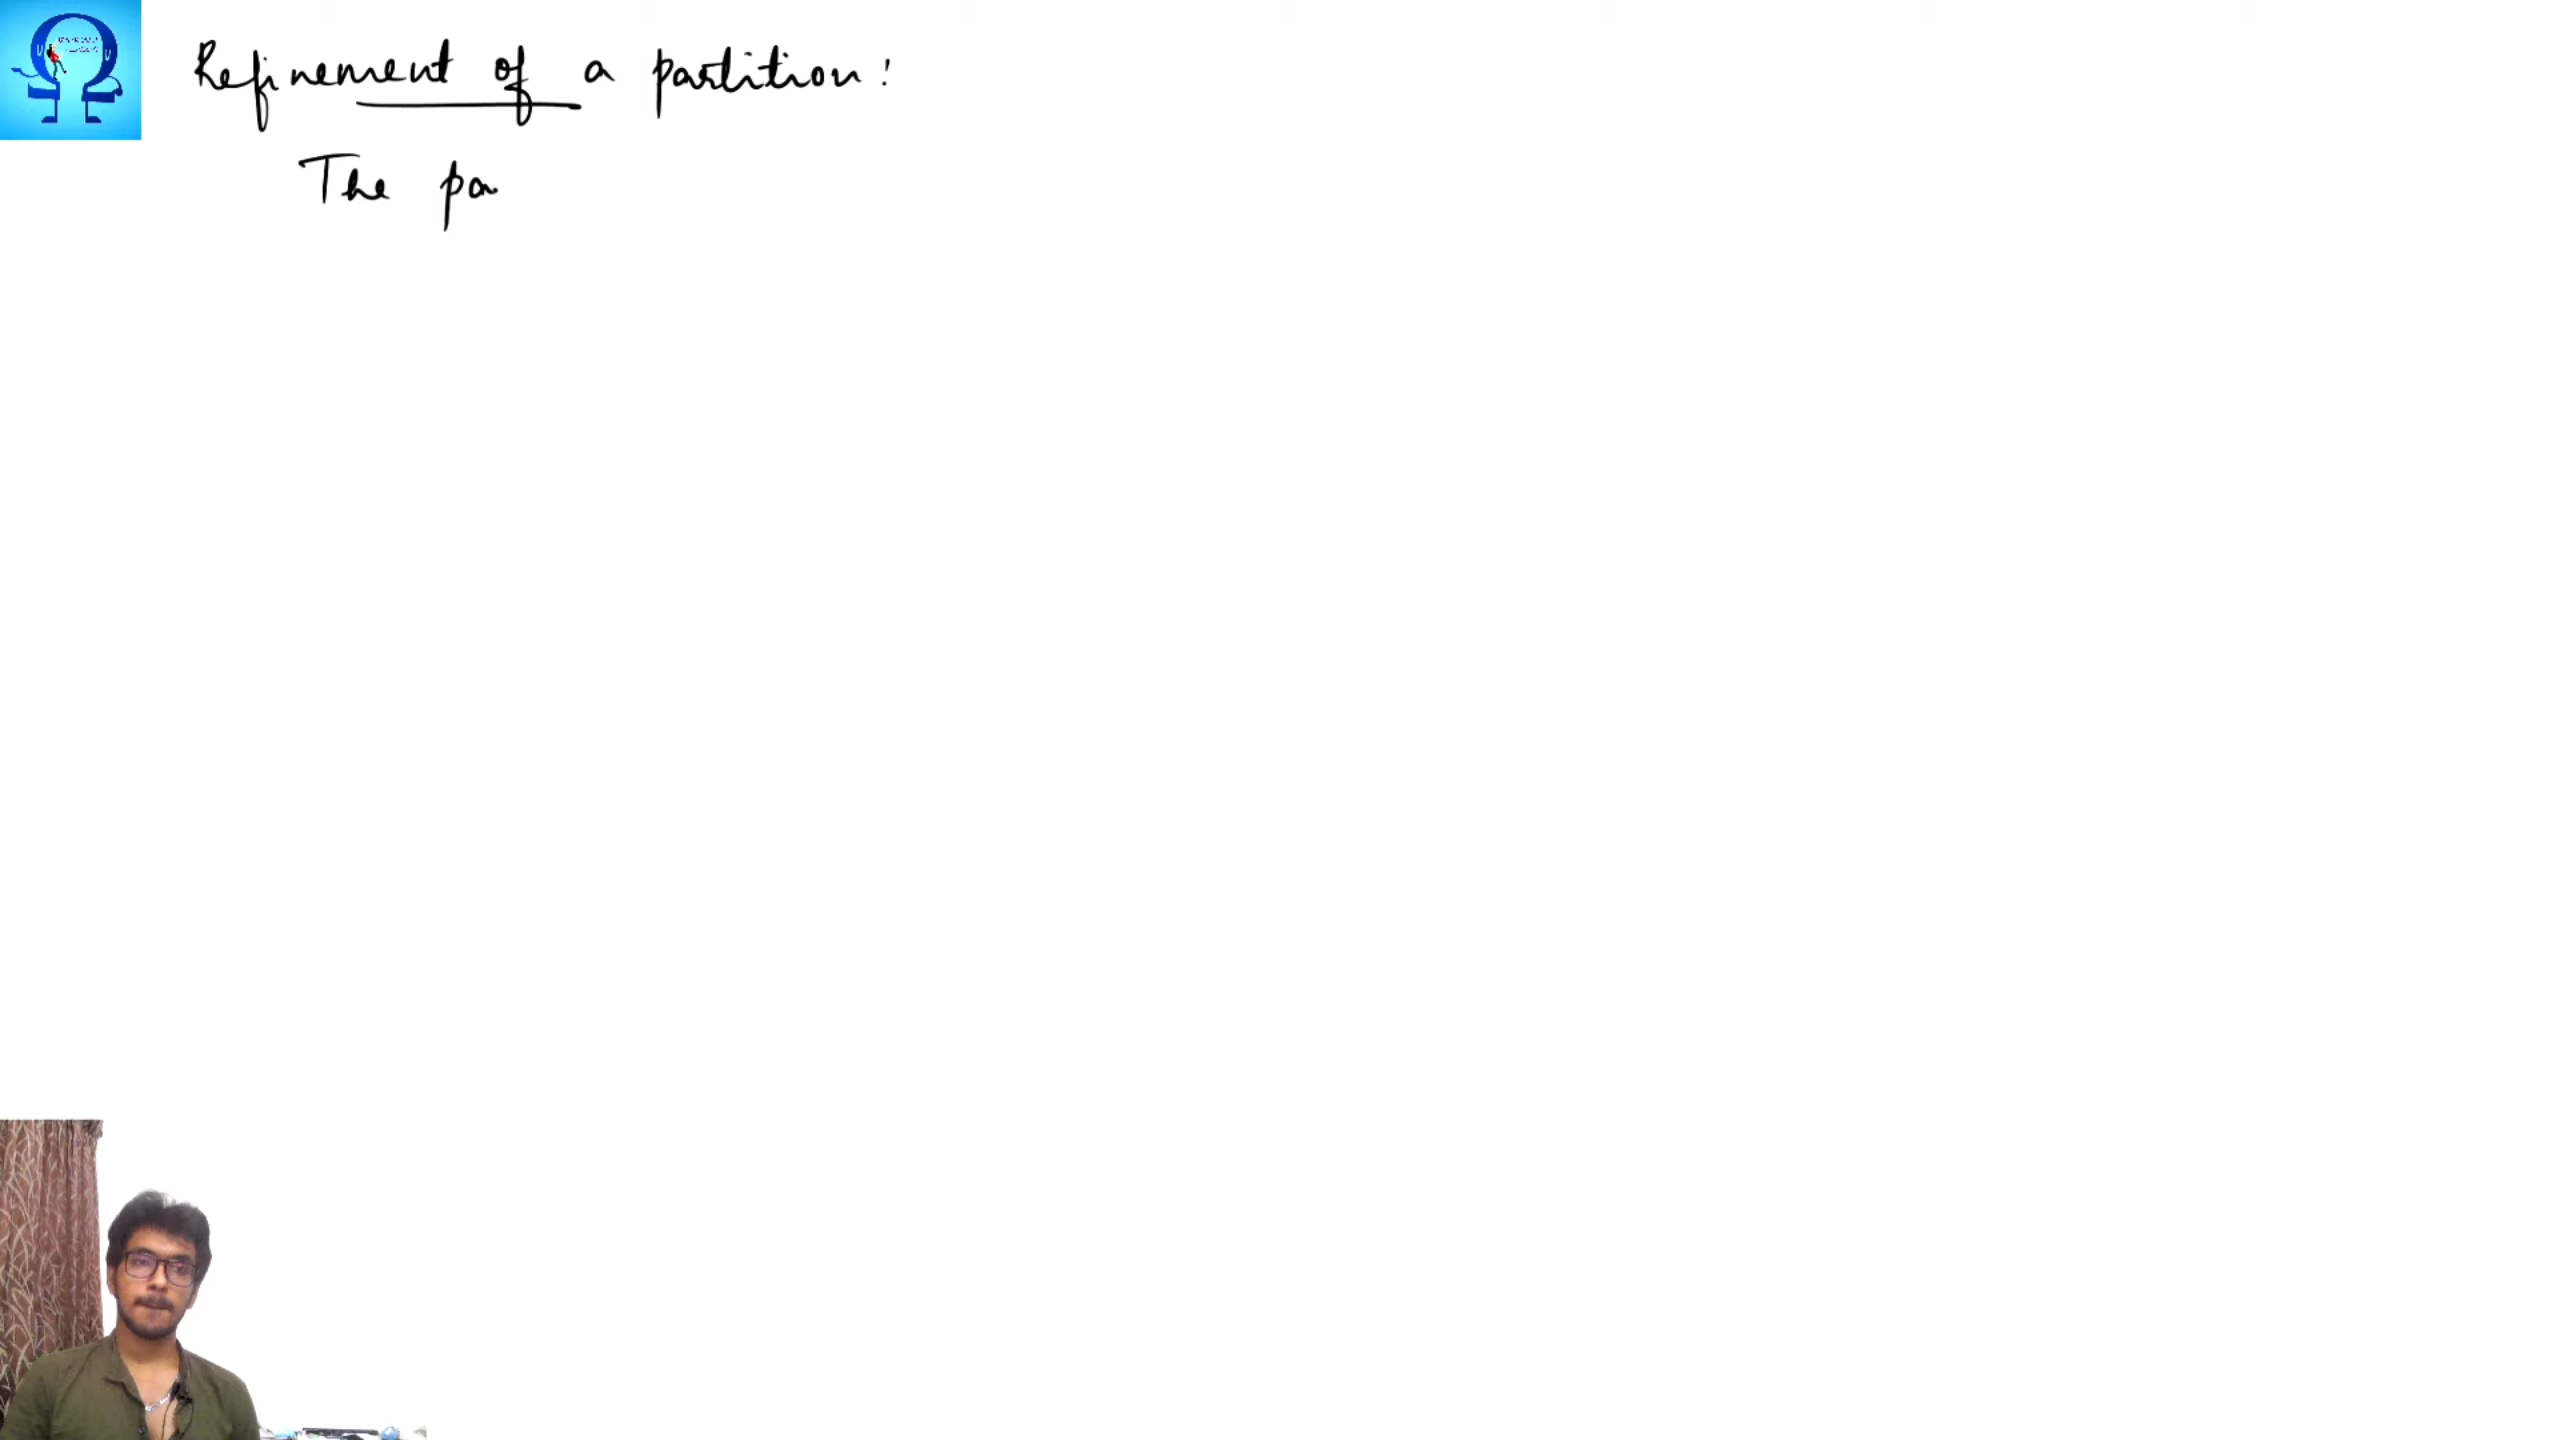 Refinement of a partition:
The pa